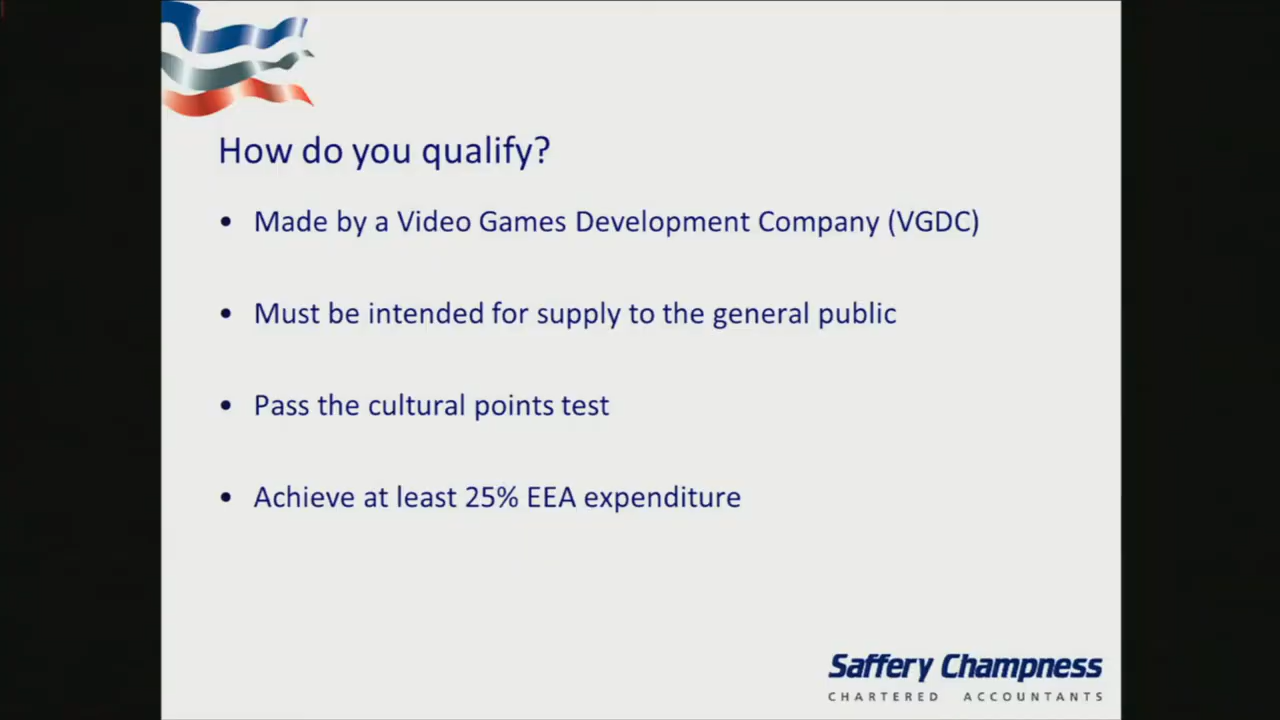 How do you qualify?
• Made by a Video Games Development Company (VGDC)
• Must be intended for supply to the general public
• Pass the cultural points test
• Achieve at least 25% EEA expenditure
Saffery Champness
CHARTERED ACCOUNTANTS